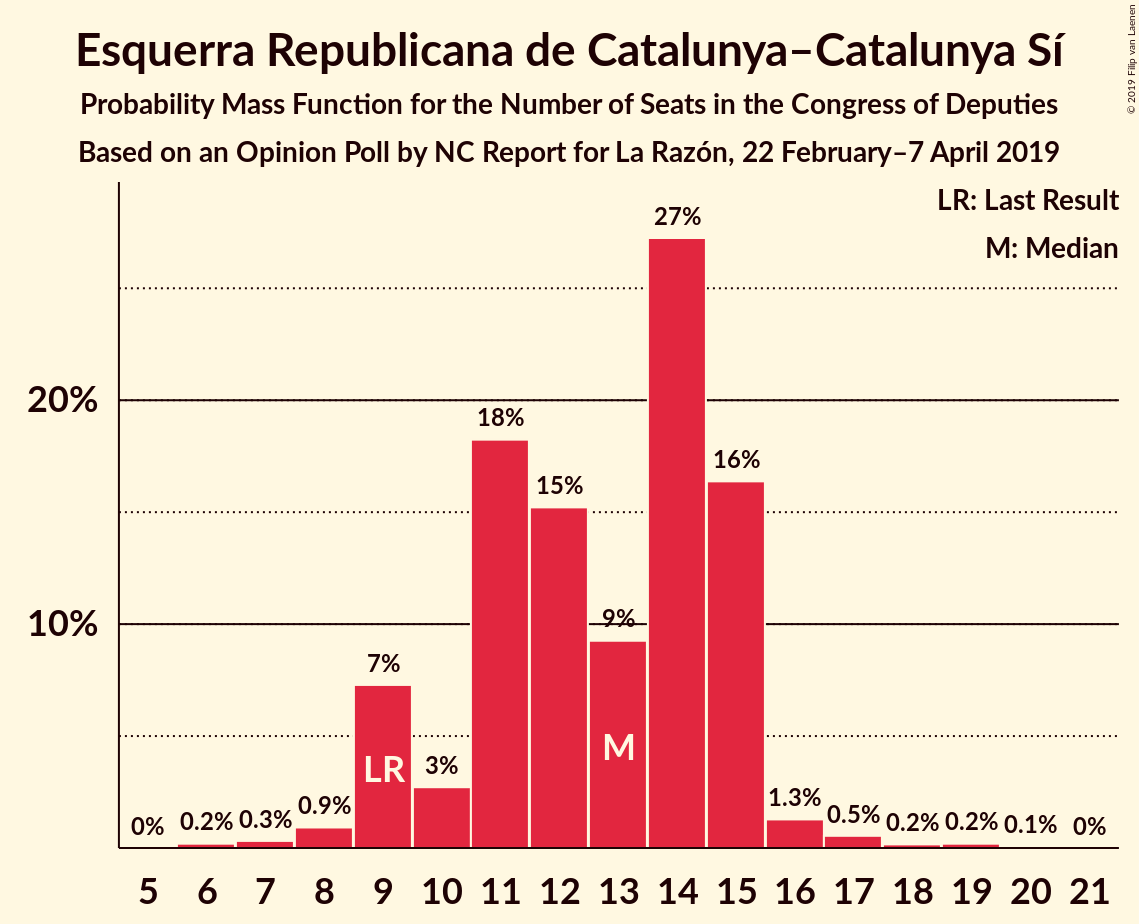 Esquerra Republicana de Catalunya–Catalunya Sí
Probability Mass Function for the Number of Seats in the Congress of Deputies
Based on an Opinion Poll by NC Report for La Razón, 22 February–7 April 2019
© 2019 Filip van Laenen
LR: Last Result
M: Median
27%
20%
18%
16%
15%
10%
9%
7%
M
LR
3%
0% 0.2% 0.3% 0.9% 1.3% 0.5% 0.2% 0.2% 0.1% 0%
5 6 7 8 9 10 11 12 13 14 15 16 17 18 19 20 21